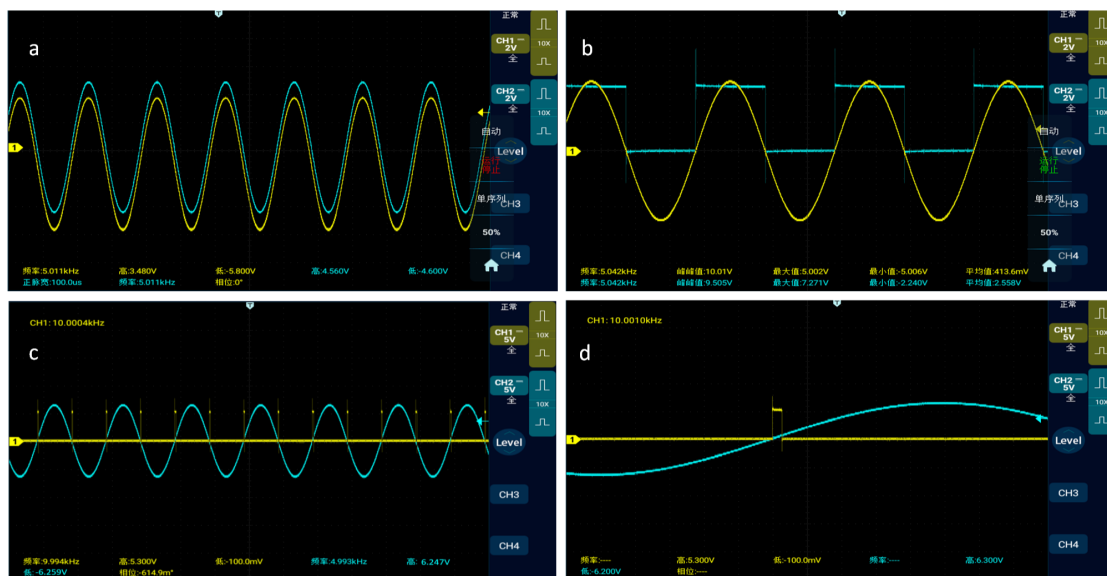 a
正常
CH1
2V
全
10X
CH2
2V
全
10X
1
自动
Level
运行
停止
单序列
CH3
50%
CH4
频率:5.011kHz 高:3.480V 低:-5.800V 高:4.560V 低:-4.600V
正脉宽:100.0us 频率:5.011kHz 相位:0°
b
正常
CH1
2V
全
10X
CH2
2V
全
10X
1
自动
Level
运行
停止
单序列
CH3
50%
CH4
频率:5.042kHz 峰峰值:10.01V 最大值:5.002V 最小值:-5.006V 平均值:413.6mV
频率:5.042kHz 峰峰值:9.505V 最大值:7.271V 最小值:-2.240V 平均值:2.558V
CH1: 10.0004kHz
c
正常
CH1
5V
全
10X
CH2
5V
全
10X
1
Level
CH3
CH4
频率:9.994kHz 高:5.300V 低:-100.0mV 频率:4.993kHz 高: 6.247V
低:-6.259V 相位:-614.9m°
CH1: 10.0010kHz
d
正常
CH1
5V
全
10X
CH2
5V
全
10X
1
Level
CH3
CH4
频率:---- 高:5.300V 低:-100.0mV 频率:---- 高:6.300V
低:-6.200V 相位:----